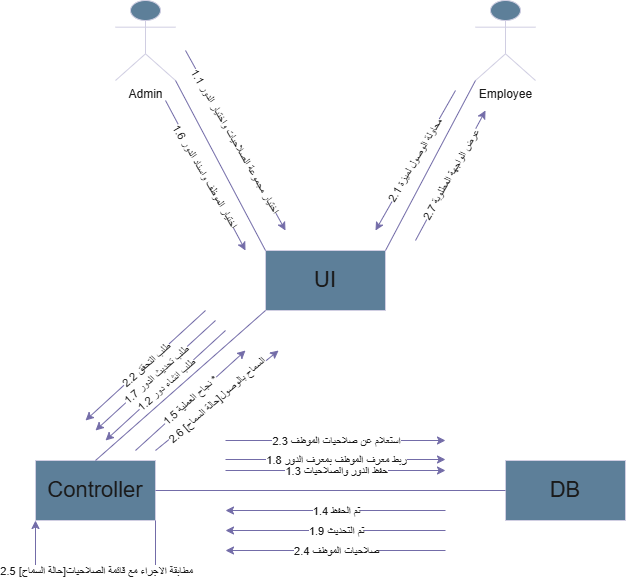 Admin
Employee
1.1 اختيار مجموعة الصلاحيات واختيار الدور
1.6 اختيار الموظف واسناد الدور
2.1 محاولة الوصول لميزة
2.7 عرض الواجهة المطلوبة
UI
2.2 طلب التحقق
1.7 طلب تحديث الدور
1.2 طلب انشاء دور
1.5 نجاح العملية *
2.6 السماح بالوصول[حالة السماح]
2.3 استعلام عن صلاحيات الموظف
1.8 ربط معرف الموظف بمعرف الدور
1.3 حفظ الدور والصلاحيات
Controller
DB
1.4 تم الحفظ
1.9 تم التحديث
2.4 صلاحيات الموظف
2.5 مطابقة الاجراء مع قائمة الصلاحيات[حالة السماح]